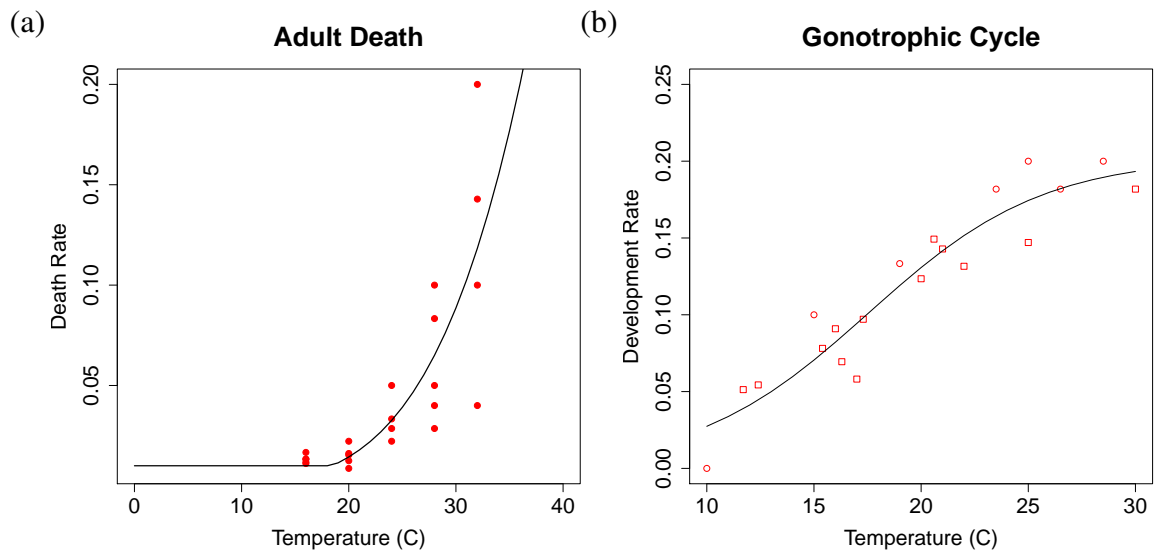 (a)
Adult Death
Death Rate
0.20
0.15
0.10
0.05
0 10 20 30 40
Temperature (C)
(b)
Gonotrophic Cycle
Development Rate
0.25
0.20
0.15
0.10
0.05
0.00
10 15 20 25 30
Temperature (C)